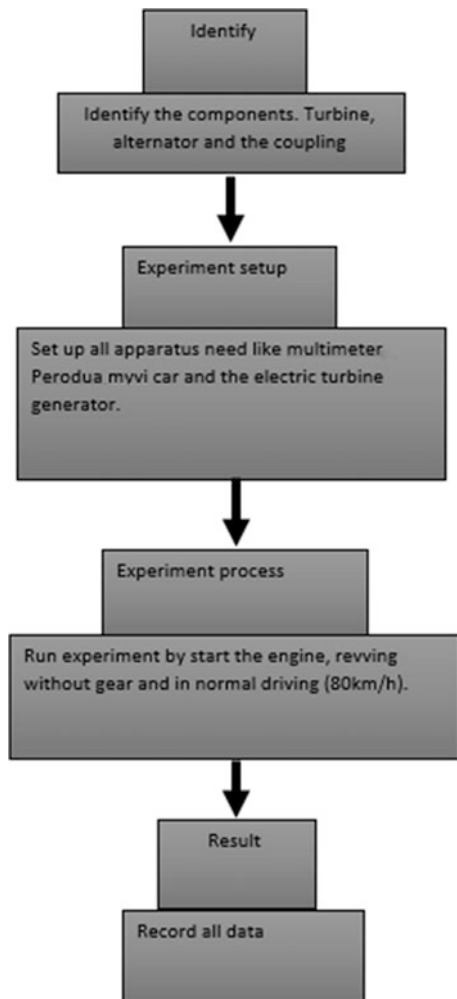 Identify
Identify the components. Turbine,
alternator and the coupling
Experiment setup
Set up all apparatus need like multimeter
Perodua myvi car and the electric turbine
generator.
Experiment process
Run experiment by start the engine, revving
without gear and in normal driving (80km/h).
Result
Record all data